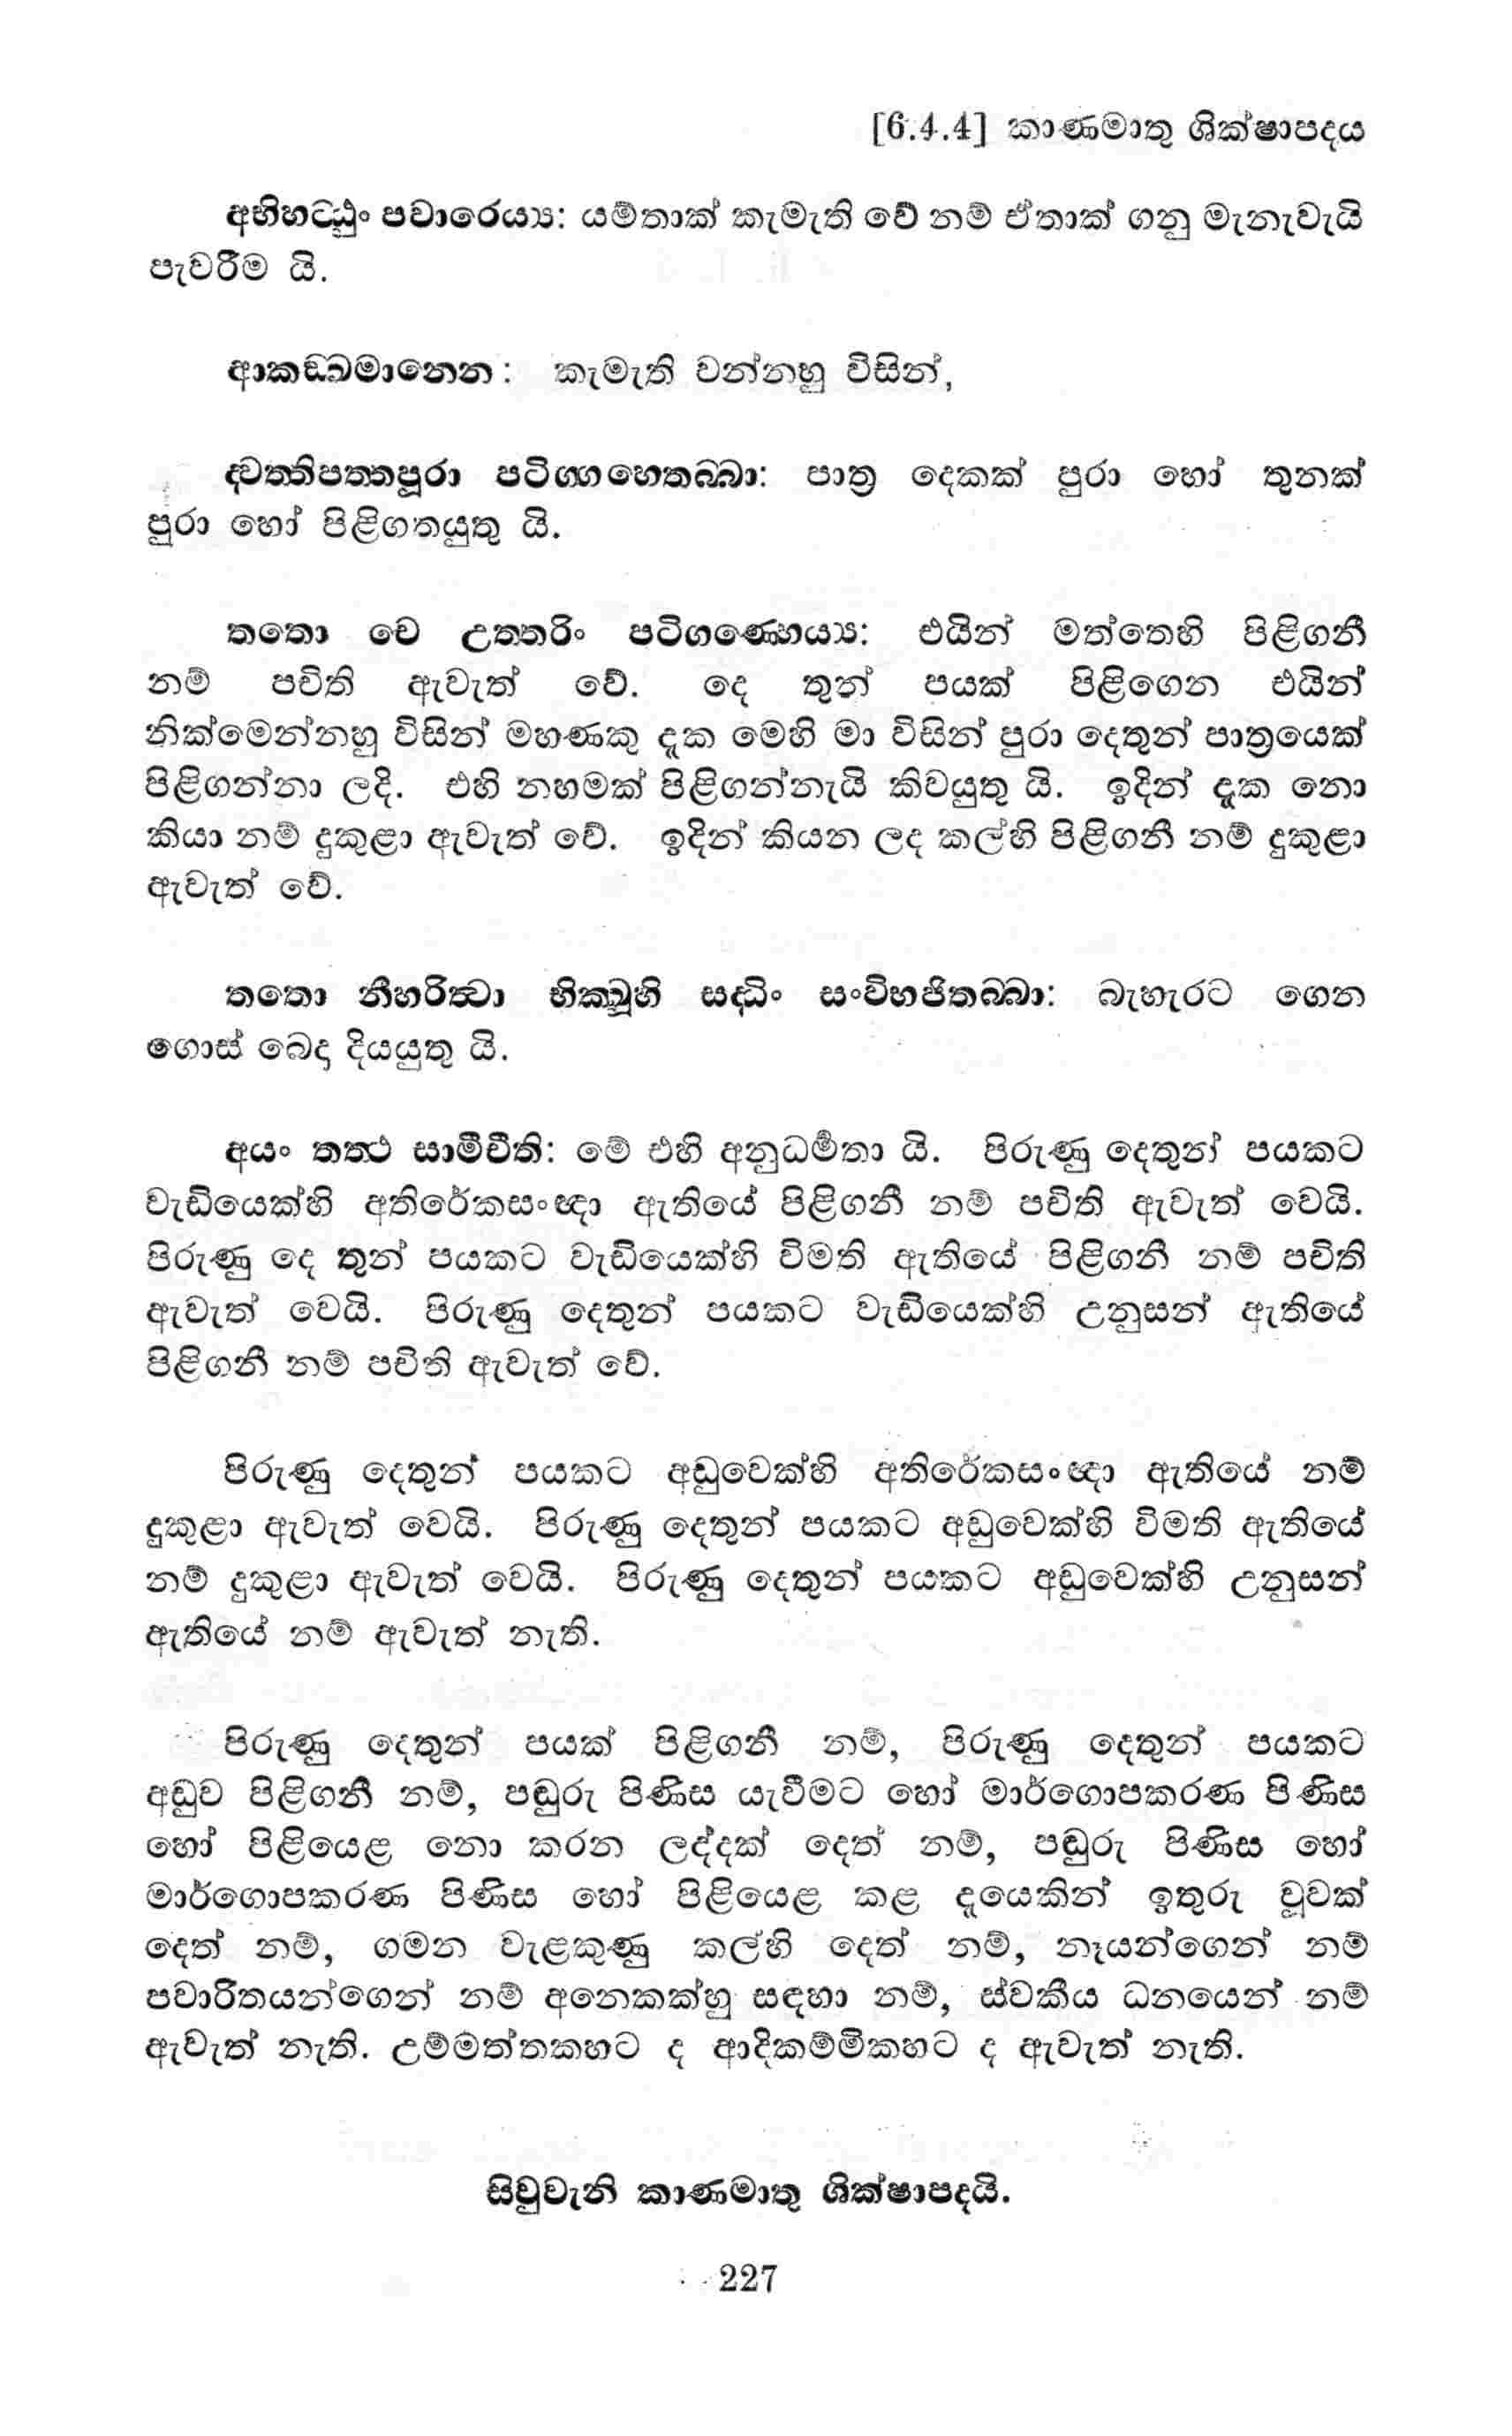 [6.4.4] කාණමාතු ශික්ෂාපදය
අභිහට්ඨුං පවාරෙය්‍ය: යම්තාක් කැමැති වේ නම් ඒතාක් ගනු මැනැවැයි
පැවරීම යි.
ආකඞ්ඛමානෙන: කැමැති වන්නහු විසින්,
ද්වත්තිපත්තපූරා පටිග්ගහෙතබ්බා: පාත්‍ර දෙකක් පුරා හෝ තුනක්
පුරා හෝ පිළිගතයුතු යි.
තතො චෙ උත්තරිං පටිගණ්හෙය්‍ය: එයින් මත්තෙහි පිළිගනී
නම් පචිති ඇවැත් වේ. දෙ තුන් පයක් පිළිගෙන එයින්
නික්මෙන්නහු විසින් මහණකු දැක මෙහි මා විසින් පුරා දෙතුන් පාත්‍රයෙක්
පිළිගන්නා ලදි. එහි නහමක් පිළිගන්නැයි කිවයුතු යි. ඉදින් දැක නො
කියා නම් දුකුළා ඇවැත් වේ. ඉදින් කියන ලද කල්හි පිළිගනී නම් දුකුළා
ඇවැත් වේ.
තතො නීහරිත්වා භික්ඛූහි සද්ධිං සංවිභජිතබ්බා: බැහැරට ගෙන
ගොස් බෙදා දියයුතු යි.
අයං තත්ථ සාමීචීති: මේ එහි අනුධර්‍මතා යි. පිරුණු දෙතුන් පයකට
වැඩියෙක්හි අතිරේකසංඥා ඇතියේ පිළිගනී නම් පචිති ඇවැත් වෙයි.
පිරුණු දෙ තුන් පයකට වැඩියෙක්හි විමති ඇතියේ පිළිගනී නම් පචිති
ඇවැත් වෙයි. පිරුණු දෙතුන් පයකට වැඩියෙක්හි උනුසන් ඇතියේ
පිළිගනී නම් පචිති ඇවැත් වේ.
පිරුණු දෙතුන් පයකට අඩුවෙක්හි අතිරේකසංඥා ඇතියේ නම්
දුකුළා ඇවැත් වෙයි. පිරුණු දෙතුන් පයකට අඩුවෙක්හි විමති ඇතියේ
නම් දුකුළා ඇවැත් වෙයි. පිරුණු දෙතුන් පයකට අඩුවෙක්හි උනුසන්
ඇතියේ නම් ඇවැත් නැති.
පිරුණු දෙතුන් පයක් පිළිගනී නම්, පිරුණු දෙතුන් පයකට
අඩුව පිළිගනී නම්, පඬුරු පිණිස යැවීමට හෝ මාර්ගොපකරණ පිණිස
හෝ පිළියෙළ නො කරන ලද්දක් දෙත් නම්, පඬුරු පිණිස හෝ
මාර්ගොපකරණ පිණිස හෝ පිළියෙළ කළ දැයෙකින් ඉතුරු වූවක්
දෙත් නම්, ගමන වැළකුණු කල්හි දෙත් නම්, නෑයන්ගෙන් නම්
පවාරිතයන්ගෙන් නම් අනෙකක්හු සඳහා නම්, ස්වකීය ධනයෙන් නම්
ඇවැත් නැති. උම්මත්තකහට ද ආදිකම්මිකහට ද ඇවැත් නැති.
සිවුවැනි කාණමාතු ශික්ෂාපදයි.
227